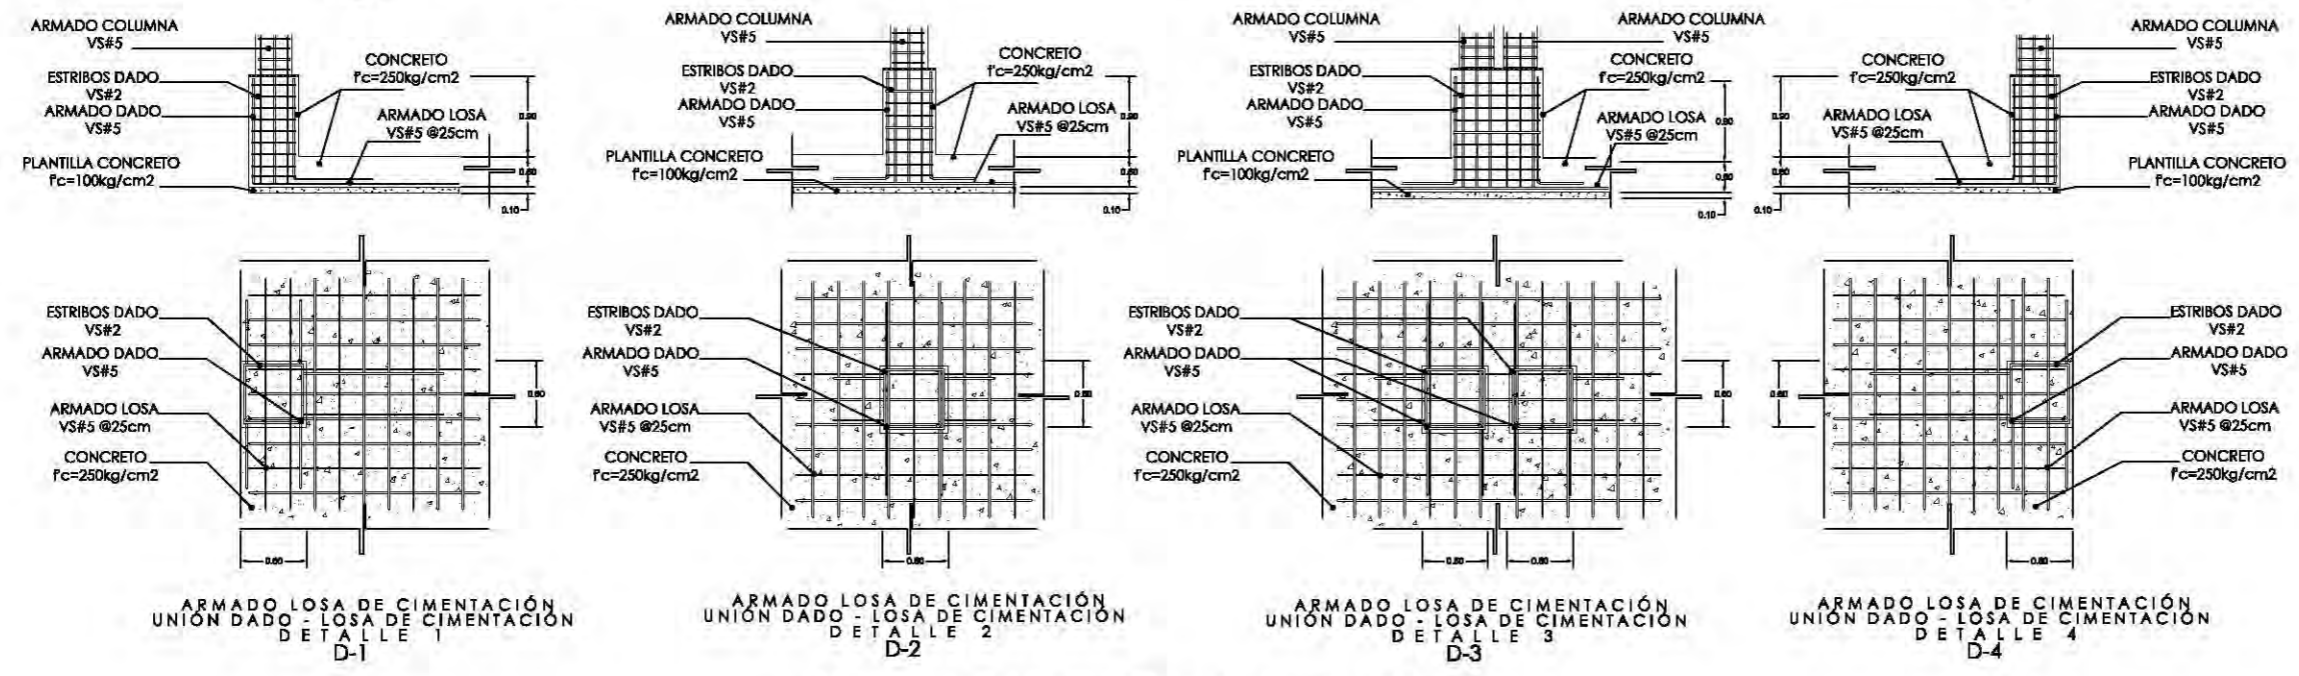 ARMADO COLUMNA
VS#5
ESTRIBOS DADO
VS#2
ARMADO DADO
VS#5
PLANTILLA CONCRETO
f'c=100kg/cm2
CONCRETO
f'c=250kg/cm2
ARMADO LOSA
VS#5 @25cm
0.10
ESTRIBOS DADO
VS#2
ARMADO DADO
VS#5
ARMADO LOSA
VS#5 @25cm
CONCRETO
f'c=250kg/cm2
ARMADO LOSA DE CIMENTACIÓN
UNIÓN DADO - LOSA DE CIMENTACIÓN
DETALLE 1
D-1
ARMADO COLUMNA
VS#5
ESTRIBOS DADO
VS#2
ARMADO DADO
VS#5
PLANTILLA CONCRETO
f'c=100kg/cm2
CONCRETO
f'c=250kg/cm2
ARMADO LOSA
VS#5 @25cm
0.10
ESTRIBOS DADO
VS#2
ARMADO DADO
VS#5
ARMADO LOSA
VS#5 @25cm
CONCRETO
f'c=250kg/cm2
ARMADO LOSA DE CIMENTACIÓN
UNIÓN DADO - LOSA DE CIMENTACIÓN
DETALLE 2
D-2
ARMADO COLUMNA
VS#5
ARMADO COLUMNA
VS#5
ESTRIBOS DADO
VS#2
ARMADO DADO
VS#5
PLANTILLA CONCRETO
f'c=100kg/cm2
CONCRETO
f'c=250kg/cm2
ARMADO LOSA
VS#5 @25cm
0.10
ESTRIBOS DADO
VS#2
ARMADO DADO
VS#5
ARMADO LOSA
VS#5 @25cm
CONCRETO
f'c=250kg/cm2
ARMADO LOSA DE CIMENTACIÓN
UNIÓN DADO - LOSA DE CIMENTACIÓN
DETALLE 3
D-3
ARMADO COLUMNA
VS#5
CONCRETO
f'c=250kg/cm2
ESTRIBOS DADO
VS#2
ARMADO LOSA
VS#5 @25cm
ARMADO DADO
VS#5
PLANTILLA CONCRETO
f'c=100kg/cm2
0.10
ESTRIBOS DADO
VS#2
ARMADO DADO
VS#5
ARMADO LOSA
VS#5 @25cm
CONCRETO
f'c=250kg/cm2
ARMADO LOSA DE CIMENTACIÓN
UNIÓN DADO - LOSA DE CIMENTACIÓN
DETALLE 4
D-4